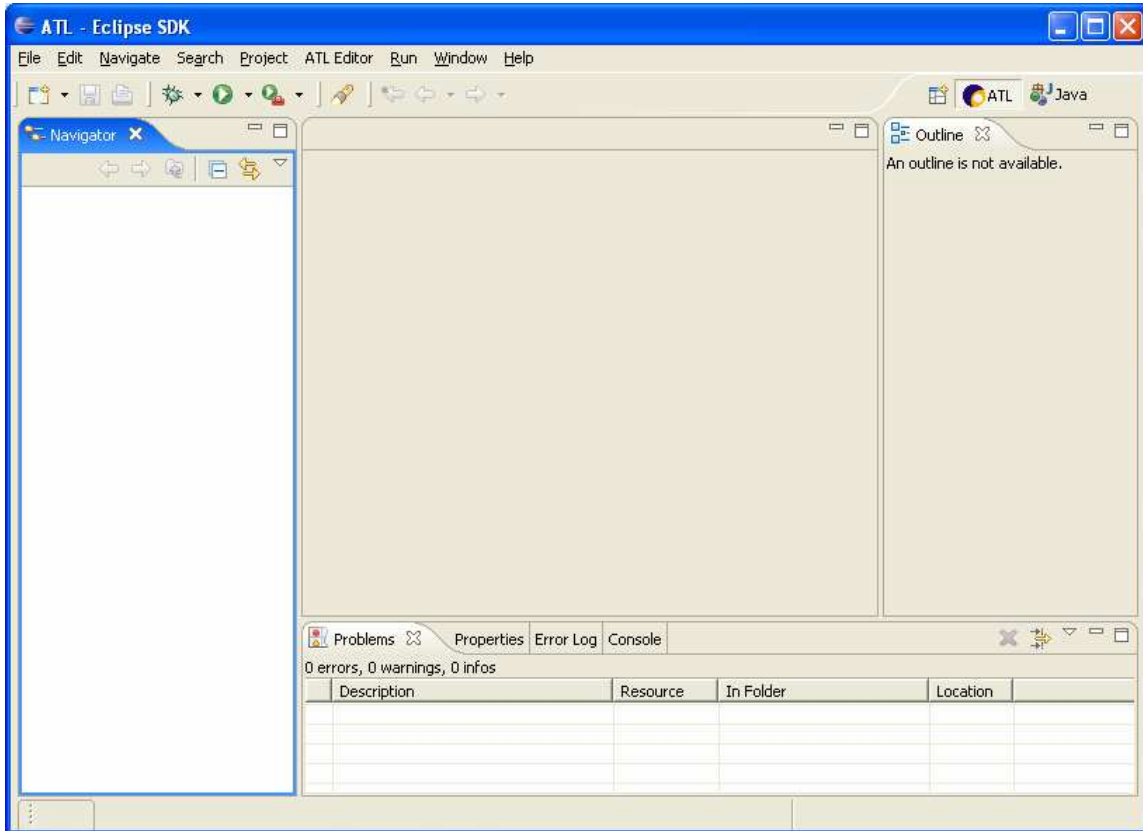 ATL - Eclipse SDK
File Edit Navigate Search Project ATL Editor Run Window Help
ATL Java
Navigator
Outline
An outline is not available.
Problems Properties Error Log Console
0 errors, 0 warnings, 0 infos
Description Resource In Folder Location